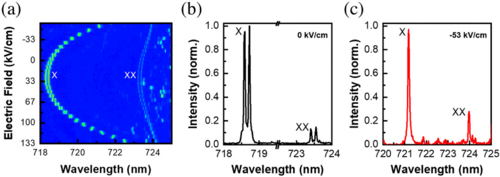 (a)
Electric Field (kV/cm)
-33
0
33
67
100
133
X
XX
718
720
722
724
Wavelength (nm)
(b)
Intensity (norm.)
1.0
0.8
0.6
0.4
0.2
0.0
X
0 kV/cm
XX
718
719
723
724
Wavelength (nm)
(c)
Intensity (norm.)
1.0
0.8
0.6
0.4
0.2
0.0
X
-53 kV/cm
XX
720
721
722
723
724
725
Wavelength (nm)